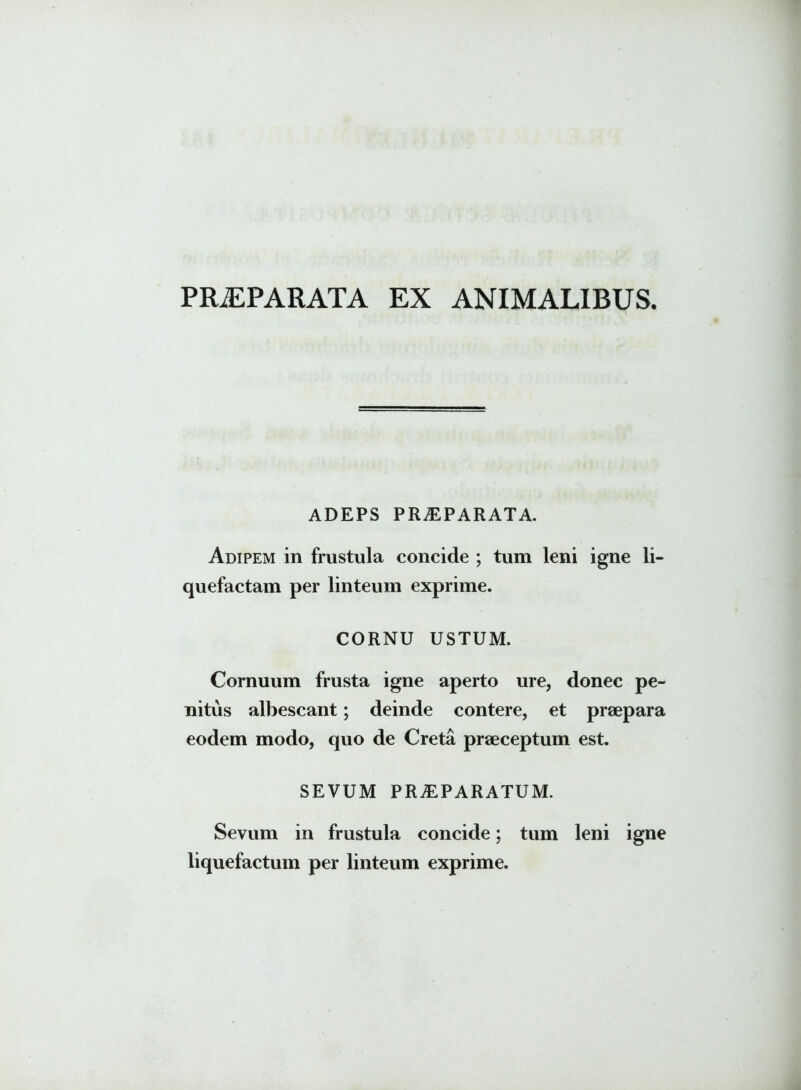 PRÆPARATA EX ANIMALIBUS.
ADEPS PRÆPARATA.
Adipem in frustula concide ; tum leni igne li-
quefactam per linteum exprime.
CORNU USTUM.
Cornuum frusta igne aperto ure, donec pe-
nitùs albescant ; deinde contere, et præpara
eodem modo, quo de Cretâ præceptum est.
SEVUM PRÆPARATUM.
Sevum in frustula concide ; tum leni igne
liquefactum per linteum exprime.